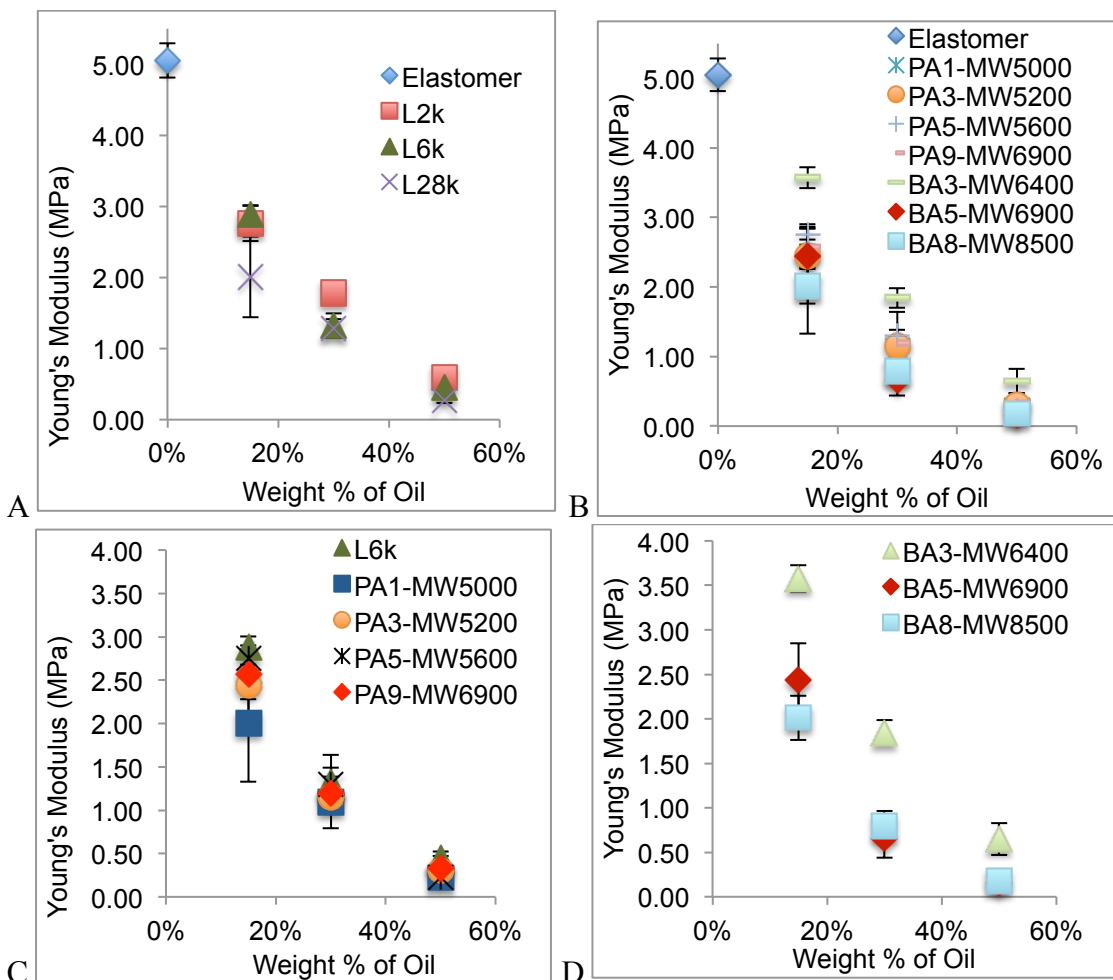 5.00
4.00
3.00
2.00
1.00
0.00
Young's Modulus (MPa)
Elastomer
L2k
L6k
L28k
0%
20%
40%
60%
Weight % of Oil
A
5.00
4.00
3.00
2.00
1.00
0.00
Young's Modulus (MPa)
Elastomer
PA1-MW5000
PA3-MW5200
PA5-MW5600
PA9-MW6900
BA3-MW6400
BA5-MW6900
BA8-MW8500
0%
20%
40%
60%
Weight % of Oil
B
4.00
3.50
3.00
2.50
2.00
1.50
1.00
0.50
0.00
Young's Modulus (MPa)
L6k
PA1-MW5000
PA3-MW5200
PA5-MW5600
PA9-MW6900
0%
20%
40%
60%
Weight % of Oil
C
4.00
3.50
3.00
2.50
2.00
1.50
1.00
0.50
0.00
Young's Modulus (MPa)
BA3-MW6400
BA5-MW6900
BA8-MW8500
0%
20%
40%
60%
Weight % of Oil
D